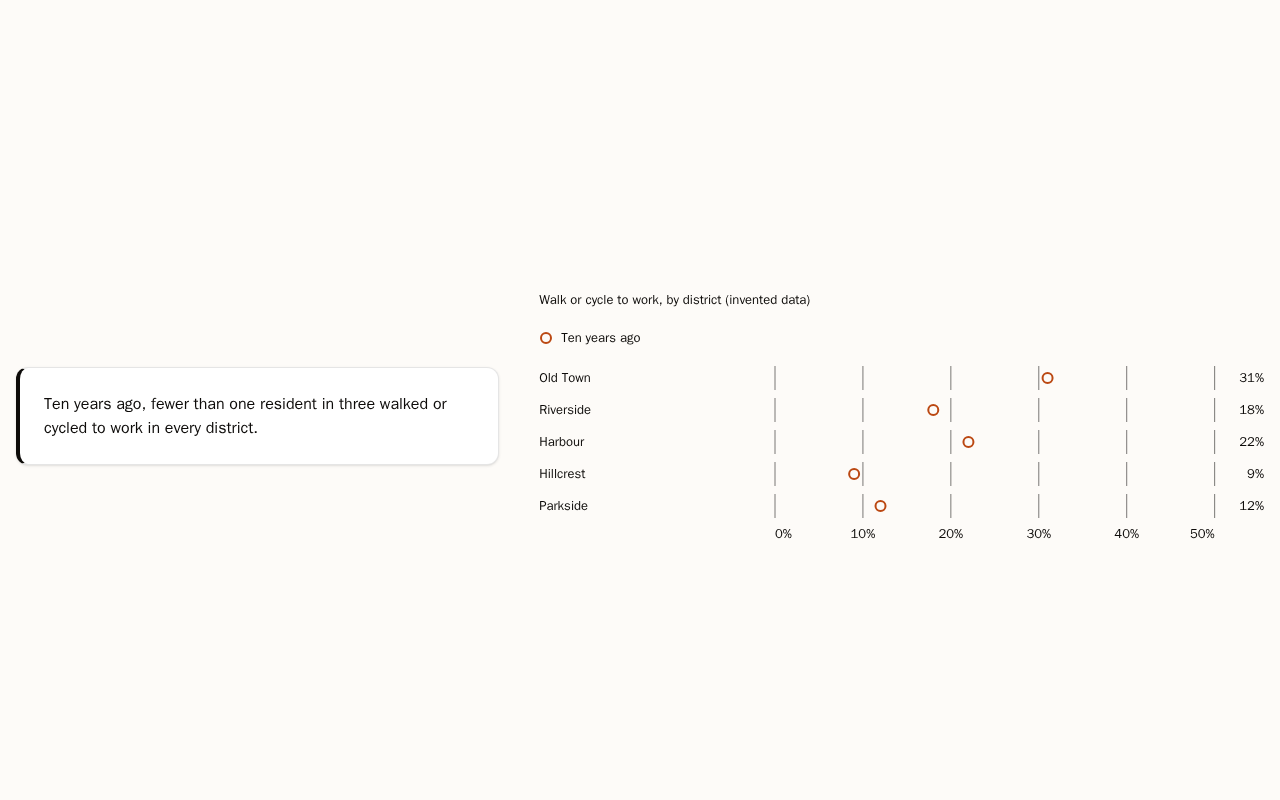 Ten years ago, fewer than one resident in three walked or
cycled to work in every district.
Walk or cycle to work, by district (invented data)
Ten years ago
Old Town 31%
Riverside 18%
Harbour 22%
Hillcrest 9%
Parkside 12%
0% 10% 20% 30% 40% 50%